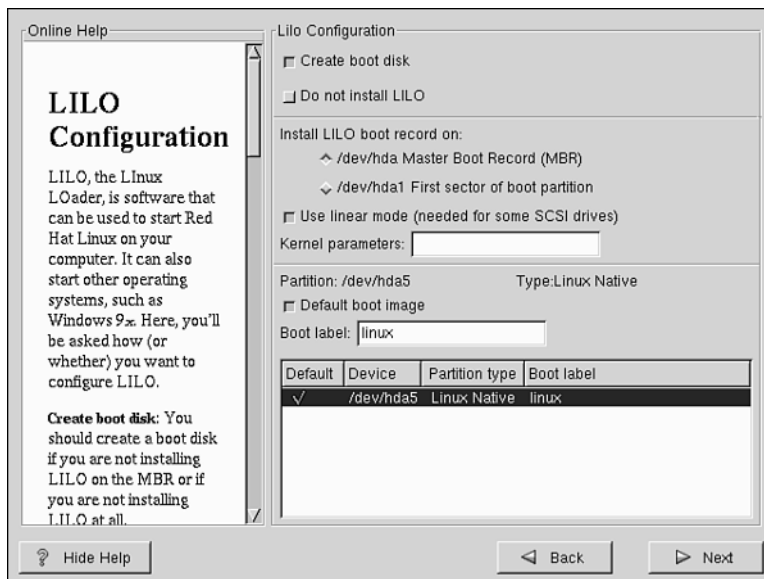 Online Help
LILO
Configuration
LILO, the LInux
LOader, is software that
can be used to start Red
Hat Linux on your
computer. It can also
start other operating
systems, such as
Windows 9x. Here, you'll
be asked how (or
whether) you want to
configure LILO.
Create boot disk: You
should create a boot disk
if you are not installing
LILO on the MBR or if
you are not installing
LILO at all.
Lilo Configuration
Create boot disk
Do not install LILO
Install LILO boot record on:
/dev/hda Master Boot Record (MBR)
/dev/hda1 First sector of boot partition
Use linear mode (needed for some SCSI drives)
Kernel parameters:
Partition: /dev/hda5 Type:Linux Native
Default boot image
Boot label: linux
Default Device Partition type Boot label
√ /dev/hda5 Linux Native linux
? Hide Help Back Next